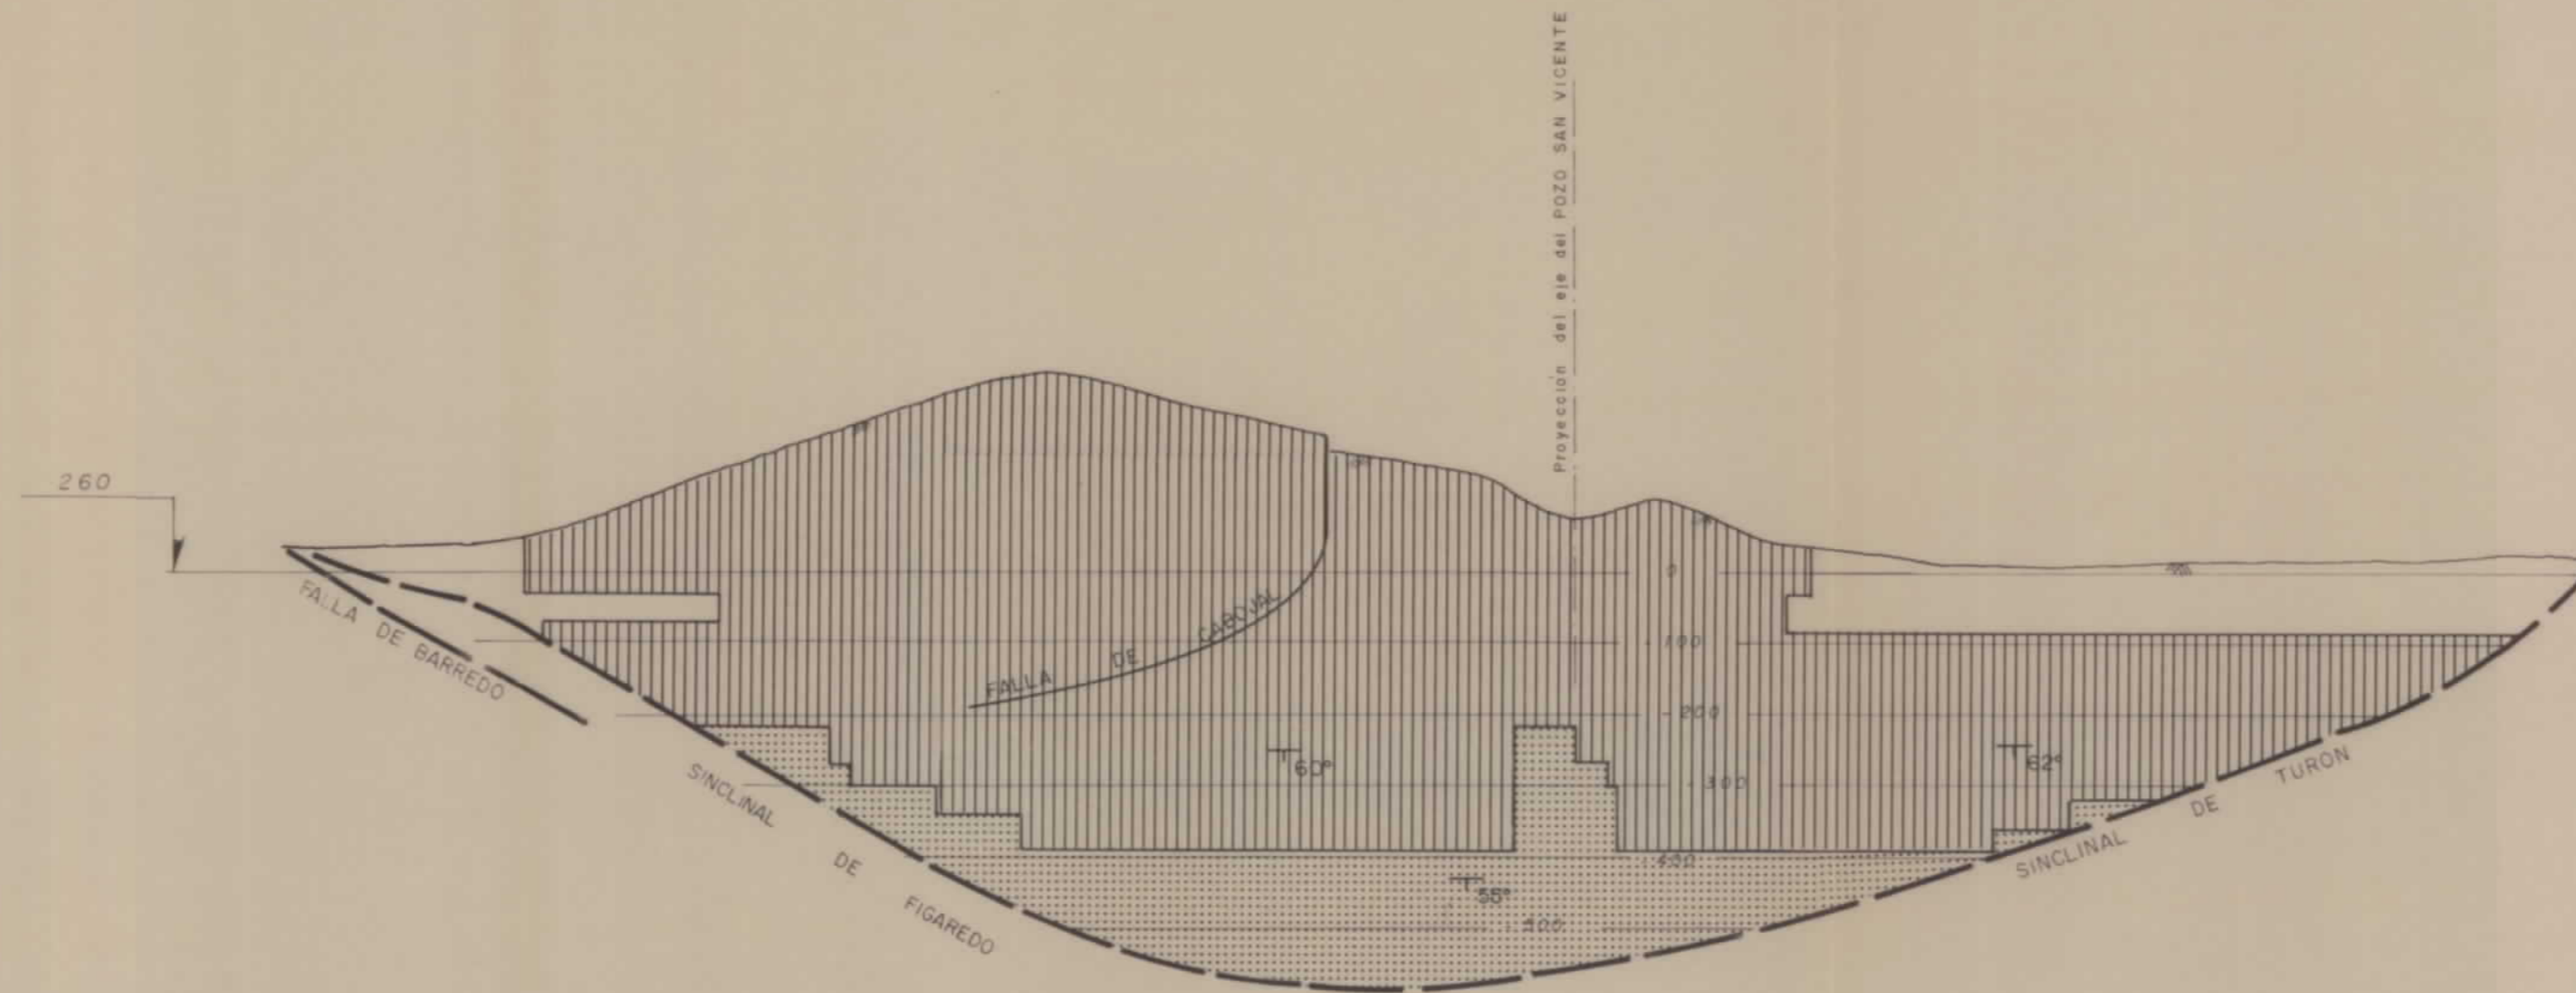 Proyección del eje del POZO SAN VICENTE
260
0
FALLA DE BARREDO
FALLA DE CABOJAL
- 100
- 200
60°
62°
- 300
SINCLINAL DE FIGAREDO
SINCLINAL DE TURON
- 400
55°
- 500